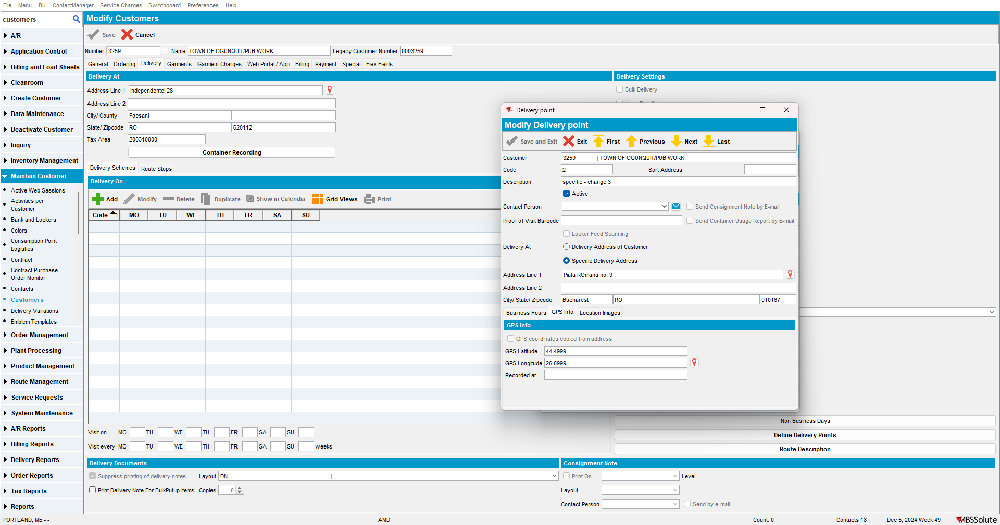 File Menu BU ContactManager Service Charges Switchboard Preferences Help
customers
Modify Customers
Save Cancel
Number 3259 ... Name TOWN OF OGUNQUIT/PUB.WORK Legacy Customer Number 0003259
General Ordering Delivery Garments Garment Charges Web Portal / App Billing Payment Special Flex Fields
A/R
Application Control
Billing and Load Sheets
Cleanroom
Create Customer
Data Maintenance
Deactivate Customer
Inquiry
Inventory Management
Maintain Customer
Active Web Sessions
Activities per
Customer
Bank and Lockers
Colors
Consumption Point
Logistics
Contract
Contract Purchase
Order Monitor
Contacts
Customers
Delivery Variations
Emblem Templates
Order Management
Plant Processing
Product Management
Route Management
Service Requests
System Maintenance
A/R Reports
Billing Reports
Delivery Reports
Order Reports
Tax Reports
Reports
Delivery At
Address Line 1 Independentei 28
Address Line 2
City/ County Focsani
State/ Zipcode RO 620112
Tax Area 200310000
Container Recording
Delivery Schemes Route Stops
Delivery On
Add Modify Delete Duplicate Show in Calendar Grid Views Print
Code 1 MO TU WE TH FR SA SU
Visit on MO TU WE TH FR SA SU
Visit every MO TU WE TH FR SA SU weeks
Delivery Settings
Bulk Delivery
Delivery point
Modify Delivery point
Save and Exit Exit First Previous Next Last
Customer 3259 | TOWN OF OGUNQUIT/PUB.WORK
Code 2 Sort Address
Description specific - change 3
Active
Contact Person Send Consignment Note by E-mail
Proof of Visit Barcode Send Container Usage Report by E-mail
Locker Feed Scanning
Delivery At Delivery Address of Customer
Specific Delivery Address
Address Line 1 Piata ROmana no. 9
Address Line 2
City/ State/ Zipcode Bucharest RO 010167
Business Hours GPS Info Location Images
GPS Info
GPS coordinates copied from address
GPS Latitude 44.4999
GPS Longitude 26.0999
Recorded at
Non Business Days
Define Delivery Points
Route Description
Delivery Documents
Suppress printing of delivery notes Layout DN | -
Print Delivery Note For BulkPutup Items Copies 0
Consignment Note
Print On Level
Layout
Contact Person Send by e-mail
PORTLAND, ME - - AMD Count: 0 Contacts 18 Dec 5, 2024 Week 49 ABSSolute